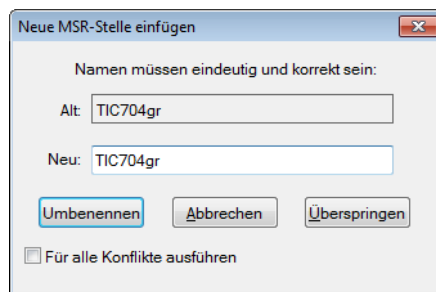 Neue MSR-Stelle einfügen
Namen müssen eindeutig und korrekt sein:
Alt: TIC704gr
Neu: TIC704gr
Umbenennen Abbrechen Überspringen
Für alle Konflikte ausführen